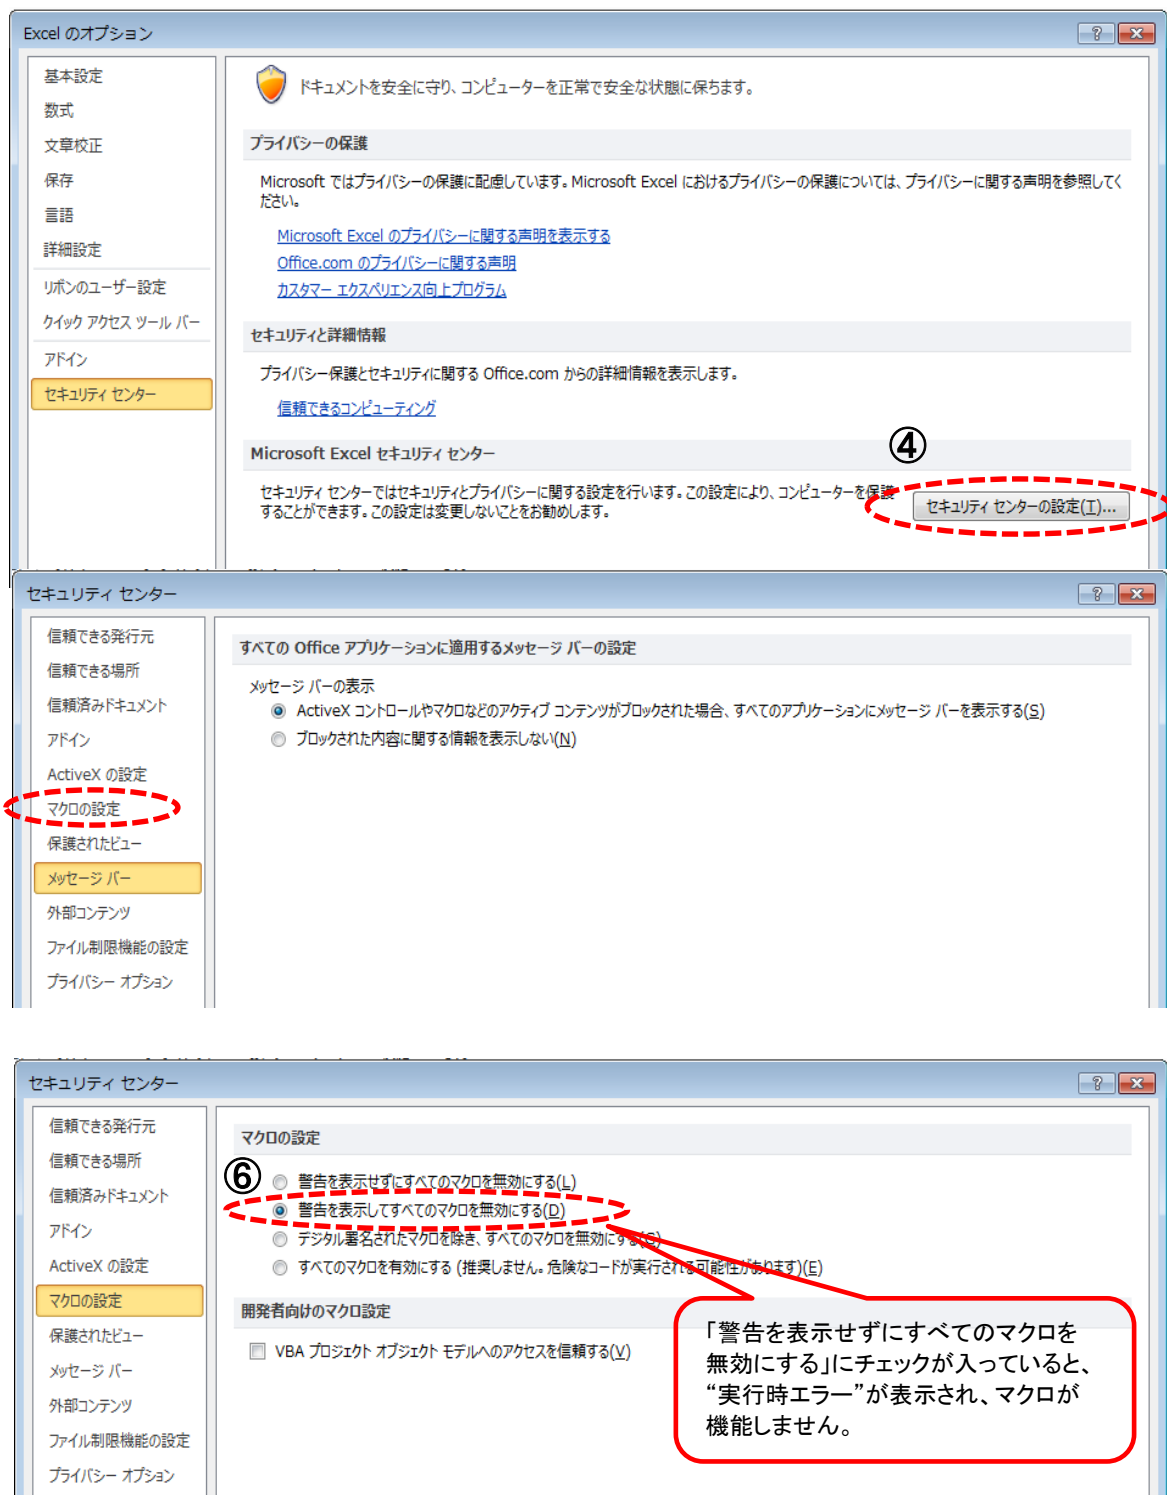 Excel のオプション
基本設定
数式
文章校正
保存
言語
詳細設定
リボンのユーザー設定
クイック アクセス ツール バー
アドイン
セキュリティ センター
ドキュメントを安全に守り、コンピューターを正常で安全な状態に保ちます。
プライバシーの保護
Microsoft ではプライバシーの保護に配慮しています。Microsoft Excel におけるプライバシーの保護については、プライバシーに関する声明を参照してく
ださい。
Microsoft Excel のプライバシーに関する声明を表示する
Office.com のプライバシーに関する声明
カスタマー エクスペリエンス向上プログラム
セキュリティと詳細情報
プライバシー保護とセキュリティに関する Office.com からの詳細情報を表示します。
信頼できるコンピューティング
Microsoft Excel セキュリティ センター
④
セキュリティ センターではセキュリティとプライバシーに関する設定を行います。この設定により、コンピューターを保護
することができます。この設定は変更しないことをお勧めします。
セキュリティ センターの設定(T)...
セキュリティ センター
信頼できる発行元
信頼できる場所
信頼済みドキュメント
アドイン
ActiveX の設定
マクロの設定
保護されたビュー
メッセージ バー
外部コンテンツ
ファイル制限機能の設定
プライバシー オプション
すべての Office アプリケーションに適用するメッセージ バーの設定
メッセージ バーの表示
ActiveX コントロールやマクロなどのアクティブ コンテンツがブロックされた場合、すべてのアプリケーションにメッセージ バーを表示する(S)
ブロックされた内容に関する情報を表示しない(N)
セキュリティ センター
信頼できる発行元
信頼できる場所
信頼済みドキュメント
アドイン
ActiveX の設定
マクロの設定
保護されたビュー
メッセージ バー
外部コンテンツ
ファイル制限機能の設定
プライバシー オプション
マクロの設定
⑥
警告を表示せずにすべてのマクロを無効にする(L)
警告を表示してすべてのマクロを無効にする(D)
デジタル署名されたマクロを除き、すべてのマクロを無効にする(G)
すべてのマクロを有効にする (推奨しません。危険なコードが実行される可能性があります)(E)
開発者向けのマクロ設定
VBA プロジェクト オブジェクト モデルへのアクセスを信頼する(V)
「警告を表示せずにすべてのマクロを
無効にする」にチェックが入っていると、
“実行時エラー”が表示され、マクロが
機能しません。